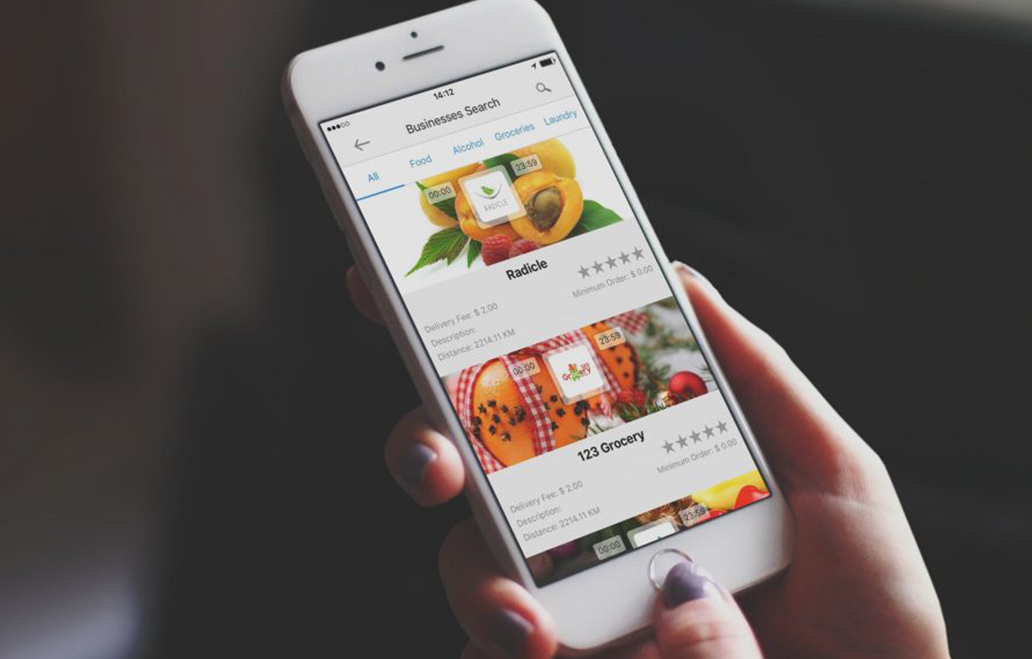 14:12
Businesses Search
All
Food
Alcohol
Groceries
Laundry
00:00
23:59
RADICLE
Radicle
Delivery Fee: $ 2.00
Minimum Order: $ 0.00
Description:
Distance: 2214.11 KM
00:00
23:59
123 Grocery
Delivery Fee: $ 2.00
Minimum Order: $ 0.00
Description:
Distance: 2214.11 KM
00:00
23:59